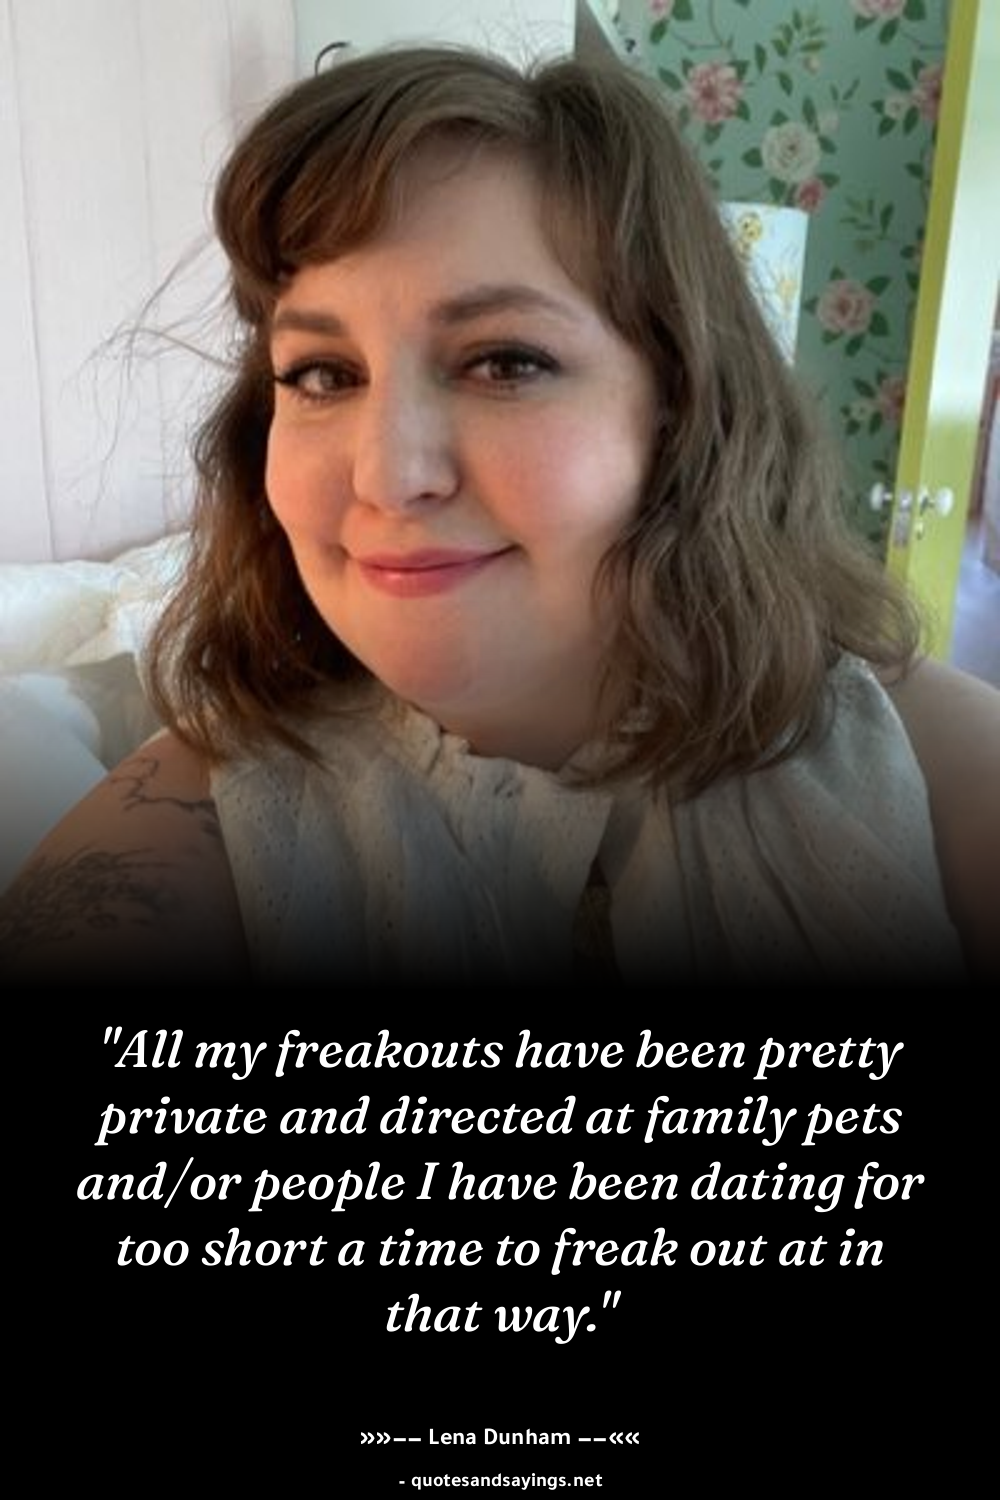 "All my freakouts have been pretty
private and directed at family pets
and/or people I have been dating for
too short a time to freak out at in
that way."
»»–– Lena Dunham ––««
- quotesandsayings.net